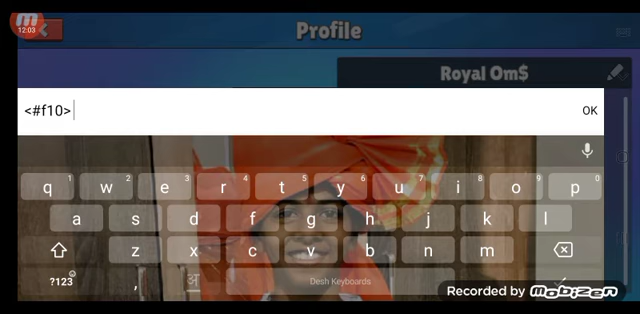 12:03
Profile
Royal Om$
<#f10>
OK
1 2 3 4 5 6 7 8 9 0
q w e r t y u i o p
a s d f g h j k l
z x c v b n m
?123 , अ Desh Keyboards
Recorded by mobizen